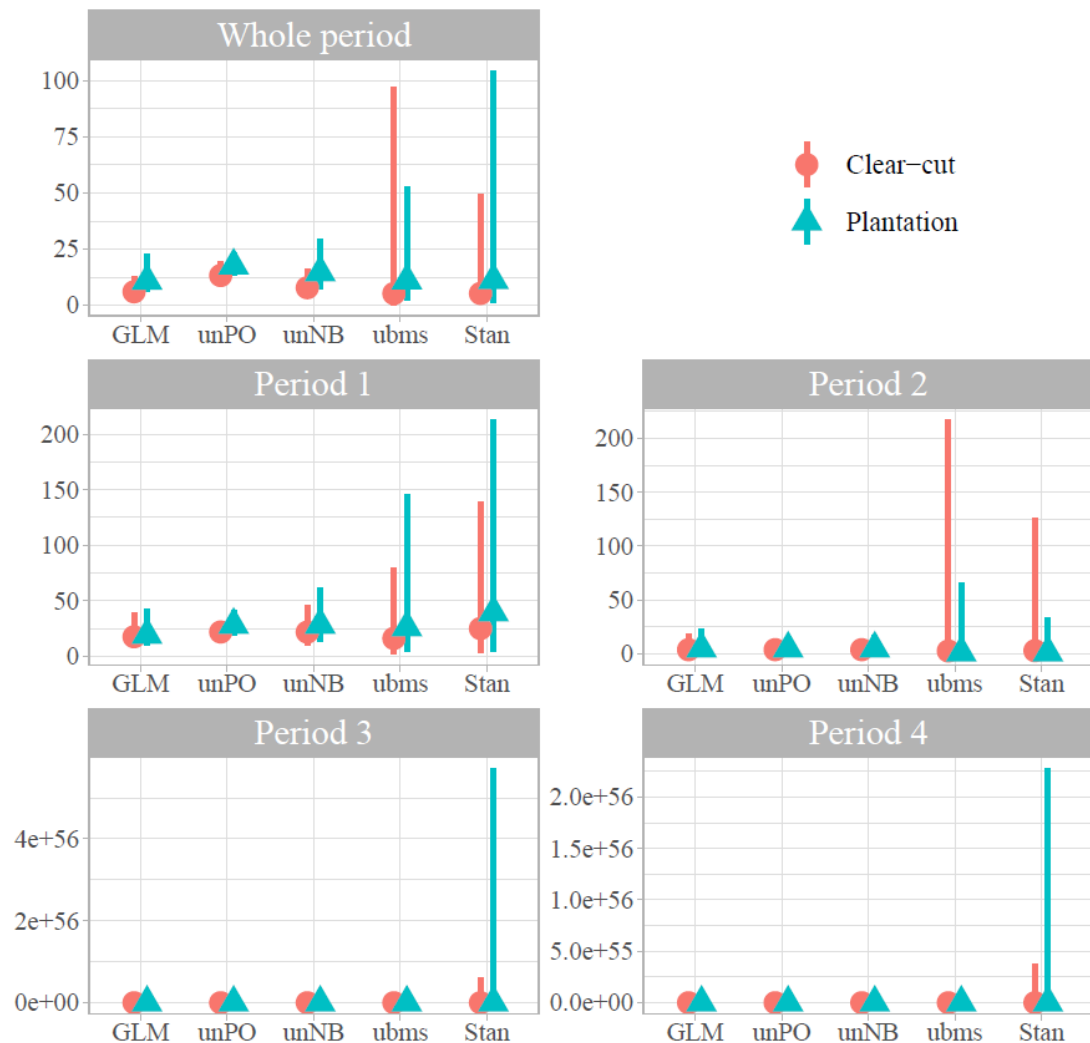 Whole period
100
75
50
25
0
GLM unPO unNB ubms Stan
Clear−cut
Plantation
Period 1
200
150
100
50
0
GLM unPO unNB ubms Stan
Period 2
200
150
100
50
0
GLM unPO unNB ubms Stan
Period 3
4e+56
2e+56
0e+00
GLM unPO unNB ubms Stan
Period 4
2.0e+56
1.5e+56
1.0e+56
5.0e+55
0.0e+00
GLM unPO unNB ubms Stan